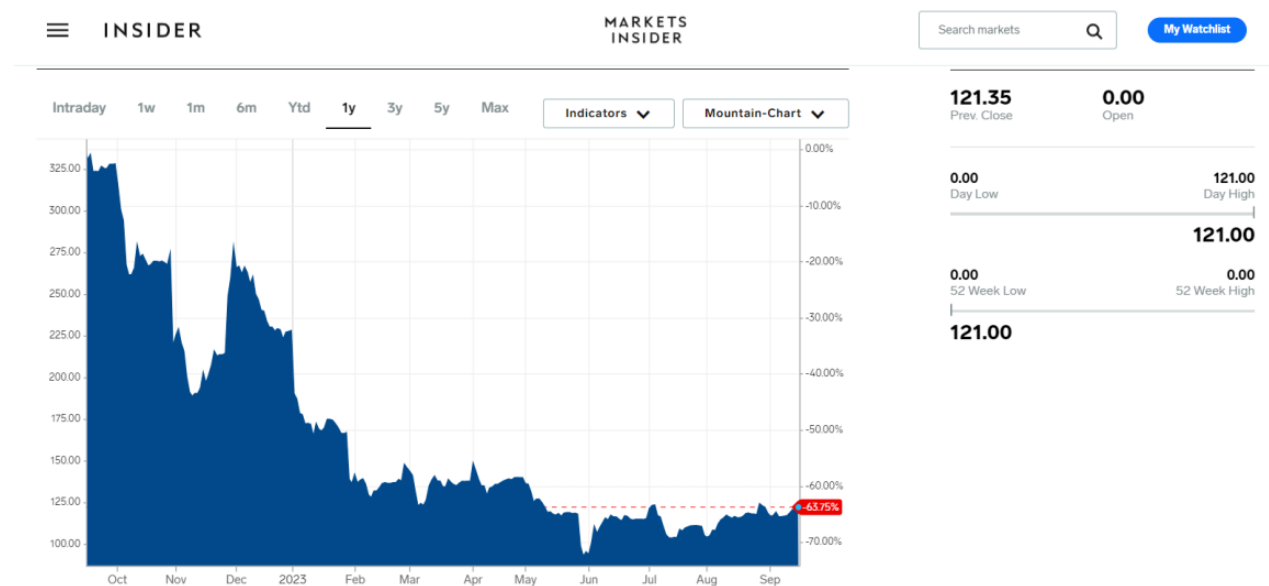 INSIDER
MARKETS
INSIDER
Search markets
My Watchlist
Intraday 1w 1m 6m Ytd 1y 3y 5y Max
Indicators
Mountain-Chart
121.35 0.00
Prev. Close Open
0.00 121.00
Day Low Day High
121.00
0.00 0.00
52 Week Low 52 Week High
121.00
325.00
300.00
275.00
250.00
225.00
200.00
175.00
150.00
125.00
100.00
0.00%
-10.00%
-20.00%
-30.00%
-40.00%
-50.00%
-60.00%
-63.75%
-70.00%
Oct Nov Dec 2023 Feb Mar Apr May Jun Jul Aug Sep